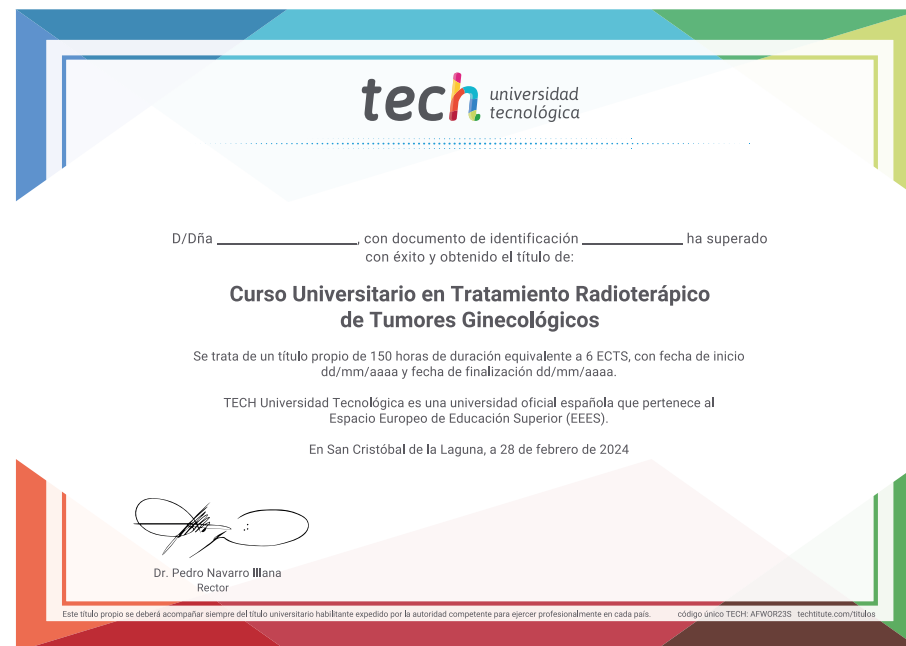 tech universidad
tecnológica
D/Dña ____________________, con documento de identificación ______________ ha superado
con éxito y obtenido el título de:
Curso Universitario en Tratamiento Radioterápico
de Tumores Ginecológicos
Se trata de un título propio de 150 horas de duración equivalente a 6 ECTS, con fecha de inicio
dd/mm/aaaa y fecha de finalización dd/mm/aaaa.
TECH Universidad Tecnológica es una universidad oficial española que pertenece al
Espacio Europeo de Educación Superior (EEES).
En San Cristóbal de la Laguna, a 28 de febrero de 2024
Dr. Pedro Navarro Illana
Rector
Este título propio se deberá acompañar siempre del título universitario habilitante expedido por la autoridad competente para ejercer profesionalmente en cada país. código único TECH: AFWOR23S techtitute.com/titulos